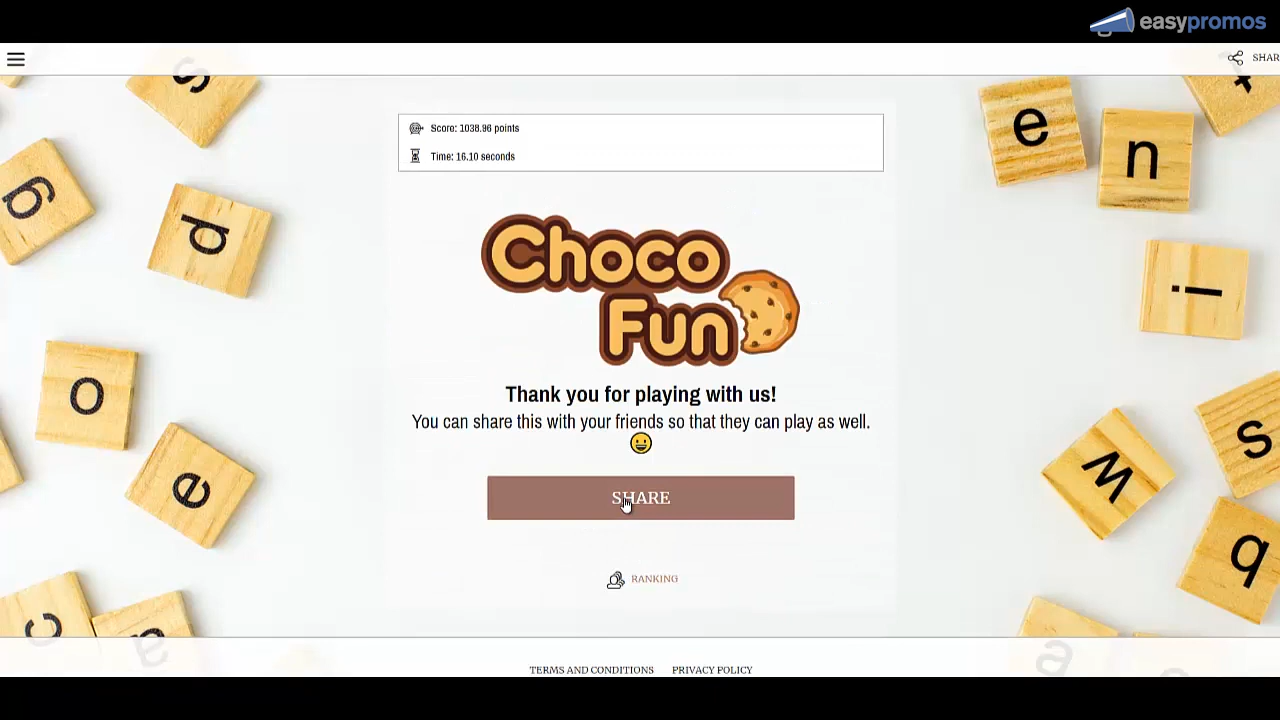 easypromos
SHAR
Score: 1038.96 points
Time: 16.10 seconds
Choco
Fun
Thank you for playing with us!
You can share this with your friends so that they can play as well.
SHARE
RANKING
TERMS AND CONDITIONS PRIVACY POLICY
s
g
d
o
e
c
e
e
n
i
s
w
b
a